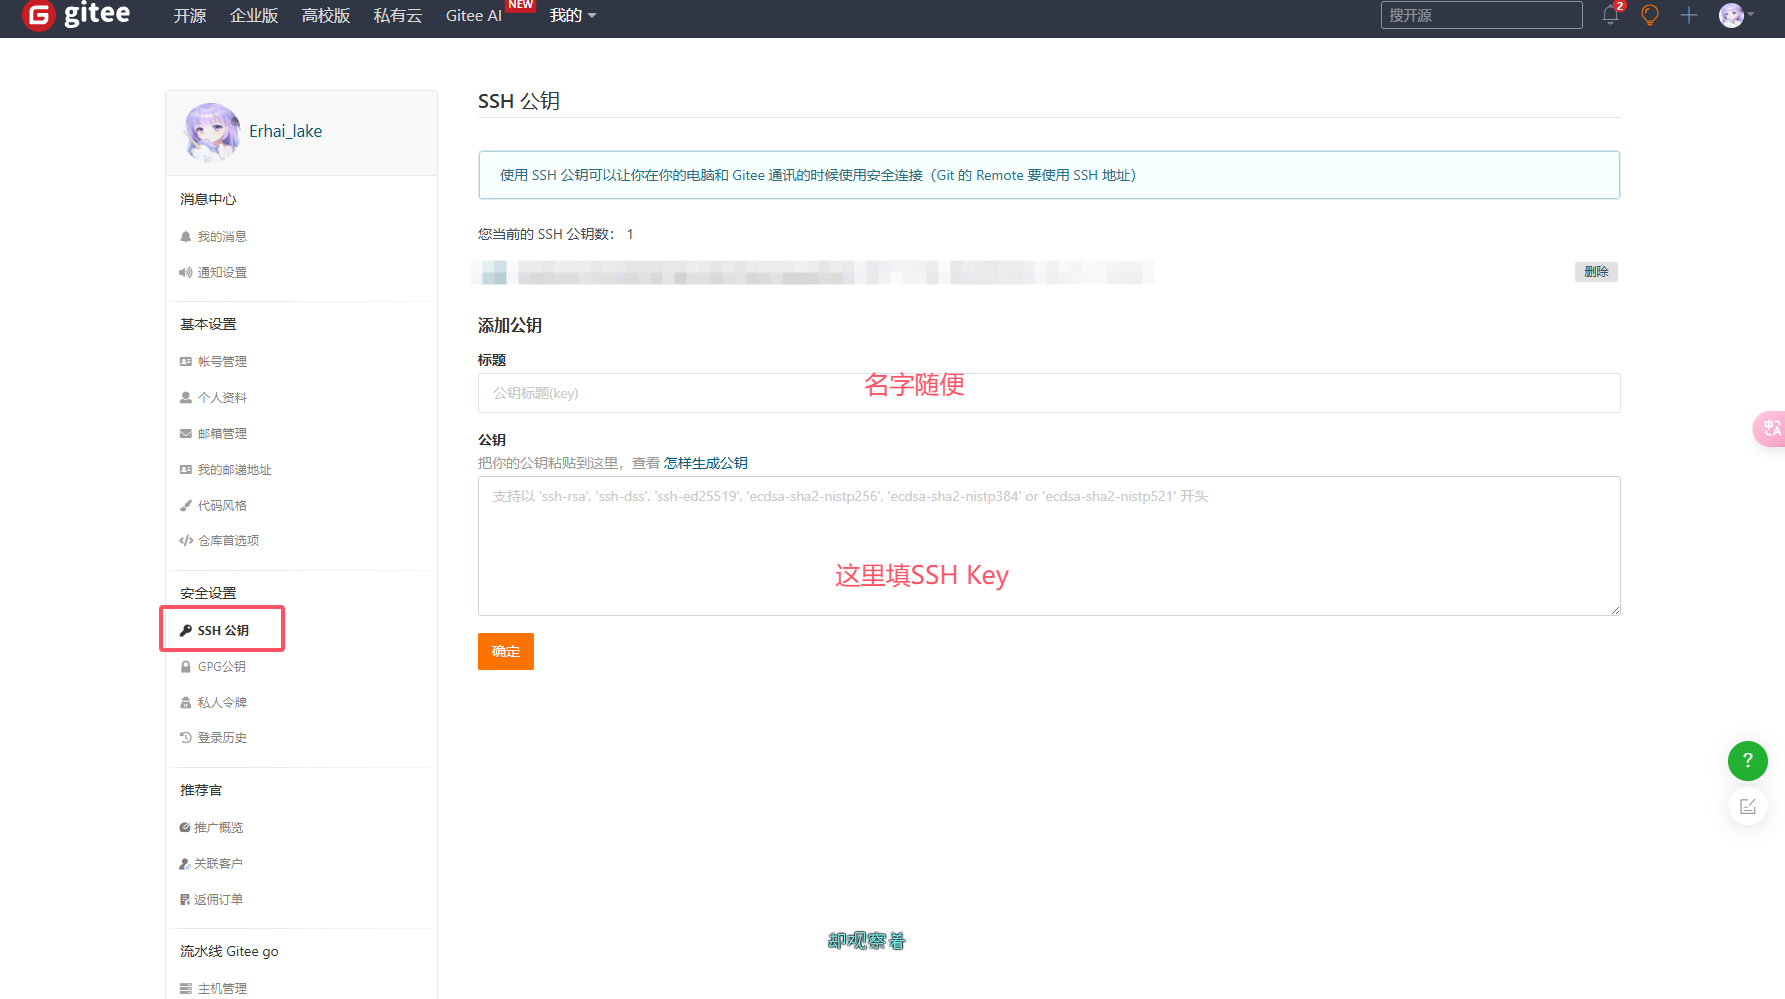 gitee
开源
企业版
高校版
私有云
Gitee AI
NEW
我的
搜开源
2
Erhai_lake
消息中心
我的消息
通知设置
基本设置
帐号管理
个人资料
邮箱管理
我的邮递地址
代码风格
仓库首选项
安全设置
SSH 公钥
GPG公钥
私人令牌
登录历史
推荐官
推广概览
关联客户
返佣订单
流水线 Gitee go
主机管理
SSH 公钥
使用 SSH 公钥可以让你在你的电脑和 Gitee 通讯的时候使用安全连接（Git 的 Remote 要使用 SSH 地址）
您当前的 SSH 公钥数： 1
删除
添加公钥
标题
公钥标题(key)
名字随便
公钥
把你的公钥粘贴到这里，查看 怎样生成公钥
支持以 'ssh-rsa', 'ssh-dss', 'ssh-ed25519', 'ecdsa-sha2-nistp256', 'ecdsa-sha2-nistp384' or 'ecdsa-sha2-nistp521' 开头
这里填SSH Key
确定
却观察着